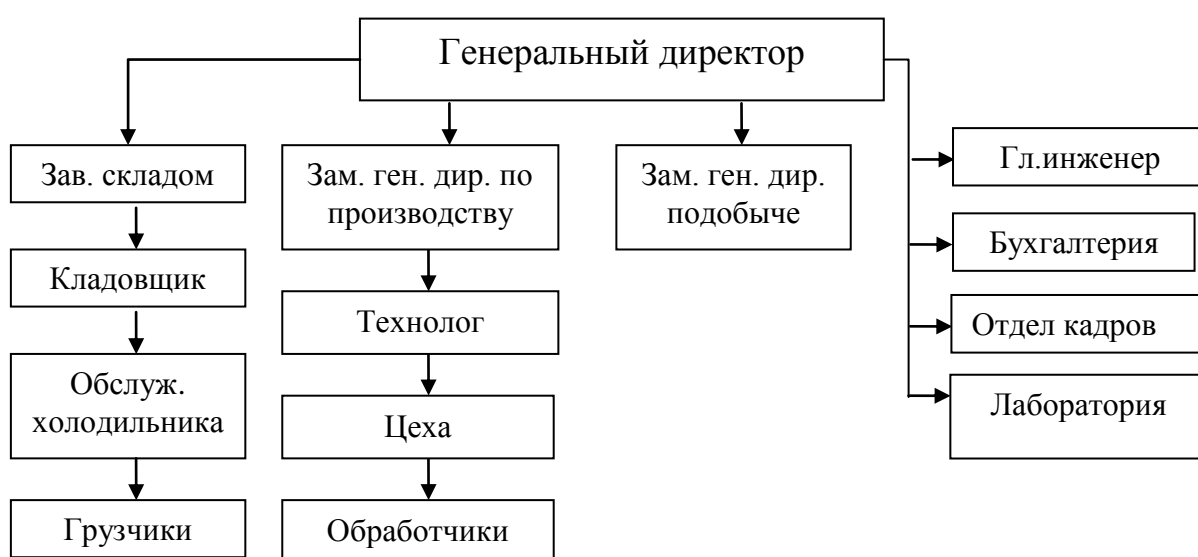 Генеральный директор
Зав. складом
Зам. ген. дир. по
производству
Зам. ген. дир.
подобыче
Гл.инженер
Кладовщик
Бухгалтерия
Технолог
Отдел кадров
Обслуж.
холодильника
Цеха
Лаборатория
Грузчики
Обработчики